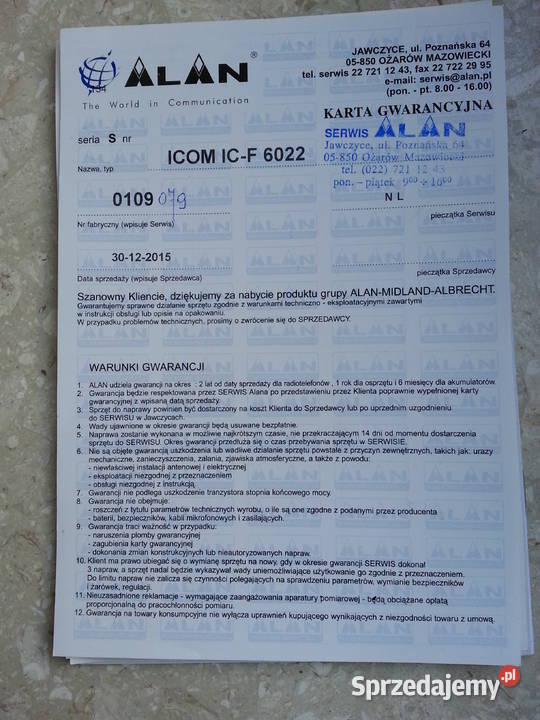 ALAN ®
The World in Communication
JAWCZYCE, ul. Poznańska 64
05-850 OŻARÓW MAZOWIECKI
tel. serwis 22 721 12 43, fax 22 722 29 95
e-mail: serwis@alan.pl
(pon. - pt. 8.00 - 16.00)
KARTA GWARANCYJNA
seria S nr
SERWIS ALAN
Jawczyce, ul. Poznańska 64
05-850 Ożarów Mazowiecki
tel. (022) 721 12 43
pon. - piątek 9⁰⁰ ÷ 16⁰⁰
ICOM IC-F 6022
Nazwa, typ
0109 079
N L
Nr fabryczny (wpisuje Serwis)
pieczątka Serwisu
30-12-2015
Data sprzedaży (wpisuje Sprzedawca)
pieczątka Sprzedawcy
Szanowny Kliencie, dziękujemy za nabycie produktu grupy ALAN-MIDLAND-ALBRECHT.
Gwarantujemy sprawne działanie sprzętu zgodnie z warunkami techniczno - eksploatacyjnymi zawartymi
w instrukcji obsługi lub opisie na opakowaniu.
W przypadku problemów technicznych, prosimy o zwrócenie się do SPRZEDAWCY.
WARUNKI GWARANCJI
1. ALAN udziela gwarancji na okres : 2 lat od daty sprzedaży dla radiotelefonów , 1 rok dla osprzętu i 6 miesięcy dla akumulatorów.
2. Gwarancja będzie respektowana przez SERWIS Alana po przedstawieniu przez Klienta poprawnie wypełnionej karty
gwarancyjnej z wpisaną datą sprzedaży.
3. Sprzęt do naprawy powinien być dostarczony na koszt Klienta do Sprzedawcy lub po uprzednim uzgodnieniu
do SERWISU w Jawczycach.
4. Wady ujawnione w okresie gwarancji będą usuwane bezpłatnie.
5. Naprawa zostanie wykonana w możliwie najkrótszym czasie, nie przekraczającym 14 dni od momentu dostarczenia
sprzętu do SERWISU. Okres gwarancji przedłuża się o czas przebywania sprzętu w SERWISIE.
6. Nie są objęte gwarancją uszkodzenia lub wadliwe działanie sprzętu powstałe z przyczyn zewnętrznych, takich jak: urazy
mechaniczne, zanieczyszczenia, zalania, zjawiska atmosferyczne, a także z powodu:
- niewłaściwej instalacji antenowej i elektrycznej
- eksploatacji niezgodnej z przeznaczeniem
- obsługi niezgodnej z instrukcją
7. Gwarancji nie podlega uszkodzenie tranzystora stopnia końcowego mocy.
8. Gwarancja nie obejmuje:
- roszczeń z tytułu parametrów technicznych wyrobu, o ile są one zgodne z podanymi przez producenta
- baterii, bezpieczników, kabli mikrofonowych i zasilających.
9. Gwarancja traci ważność w przypadku:
- naruszenia plomby gwarancyjnej
- zagubienia karty gwarancyjnej
- dokonania zmian konstrukcyjnych lub nieautoryzowanych napraw.
10. Klient ma prawo ubiegać się o wymianę sprzętu na nowy, gdy w okresie gwarancji SERWIS dokonał
3 napraw, a sprzęt nadal będzie wykazywał wady uniemożliwiające użytkowanie go zgodnie z przeznaczeniem.
Do limitu napraw nie zalicza się czynności polegających na sprawdzeniu parametrów, wymianie bezpieczników
i żarówek, regulacji.
11. Nieuzasadnione reklamacje - wymagające zaangażowania aparatury pomiarowej - będą obciążane opłatą
proporcjonalną do pracochłonności pomiaru.
12. Gwarancja na towary konsumpcyjne nie wyłącza uprawnień kupującego wynikających z niezgodności towaru z umową.
Sprzedajemy.pl